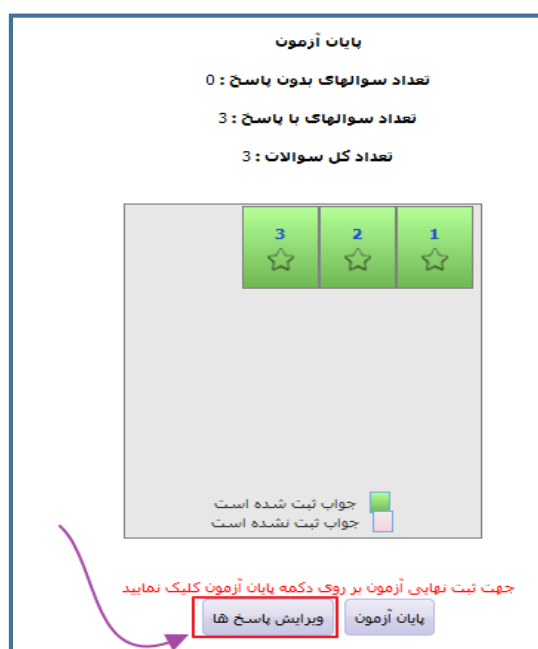 پایان آزمون
تعداد سوالهای بدون پاسخ : 0
تعداد سوالهای با پاسخ : 3
تعداد کل سوالات : 3
1 2 3
جواب ثبت شده است
جواب ثبت نشده است
جهت ثبت نهایی آزمون بر روی دکمه پایان آزمون کلیک نمایید
پایان آزمون ویرایش پاسخ ها